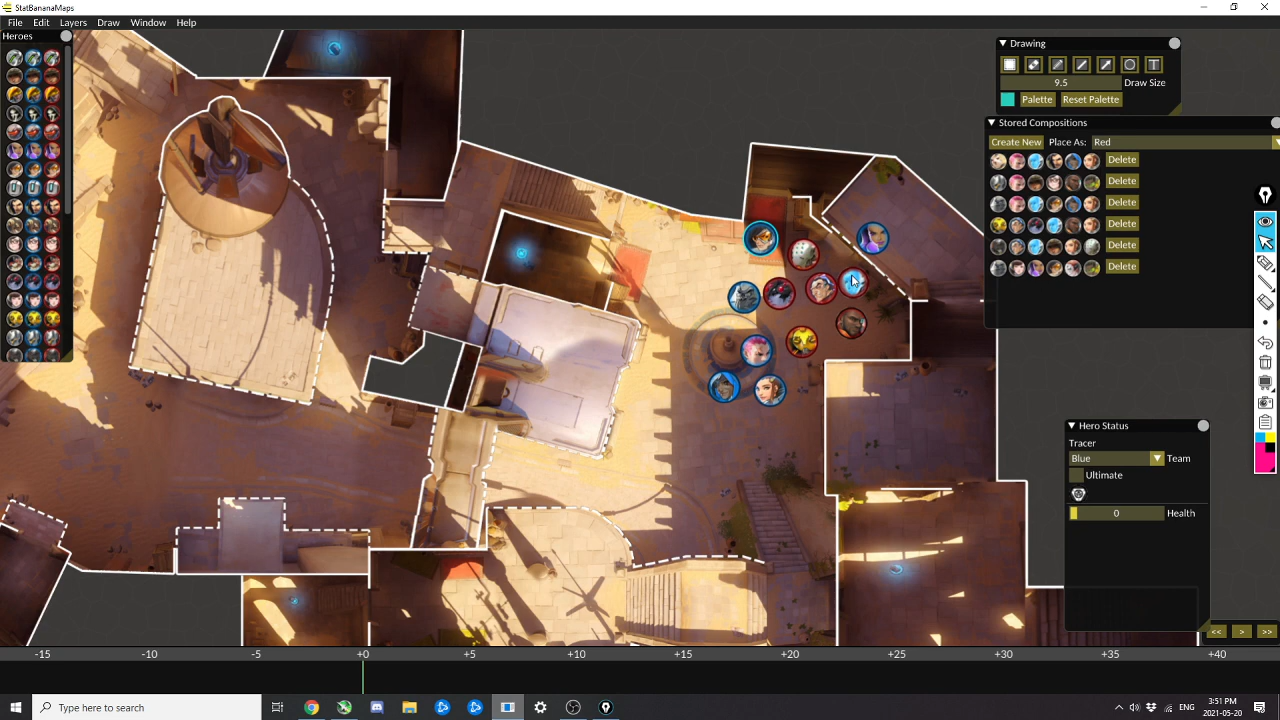 StatBananaMaps
File Edit Layers Draw Window Help
Heroes
Drawing
9.5 Draw Size
Palette Reset Palette
Stored Compositions
Create New Place As: Red
Delete
Delete
Delete
Delete
Delete
Delete
Hero Status
Tracer
Blue Team
Ultimate
0 Health
<< > >>
-15 -10 -5 +0 +5 +10 +15 +20 +25 +30 +35 +40
Type here to search
ENG
3:51 PM
2021-05-20